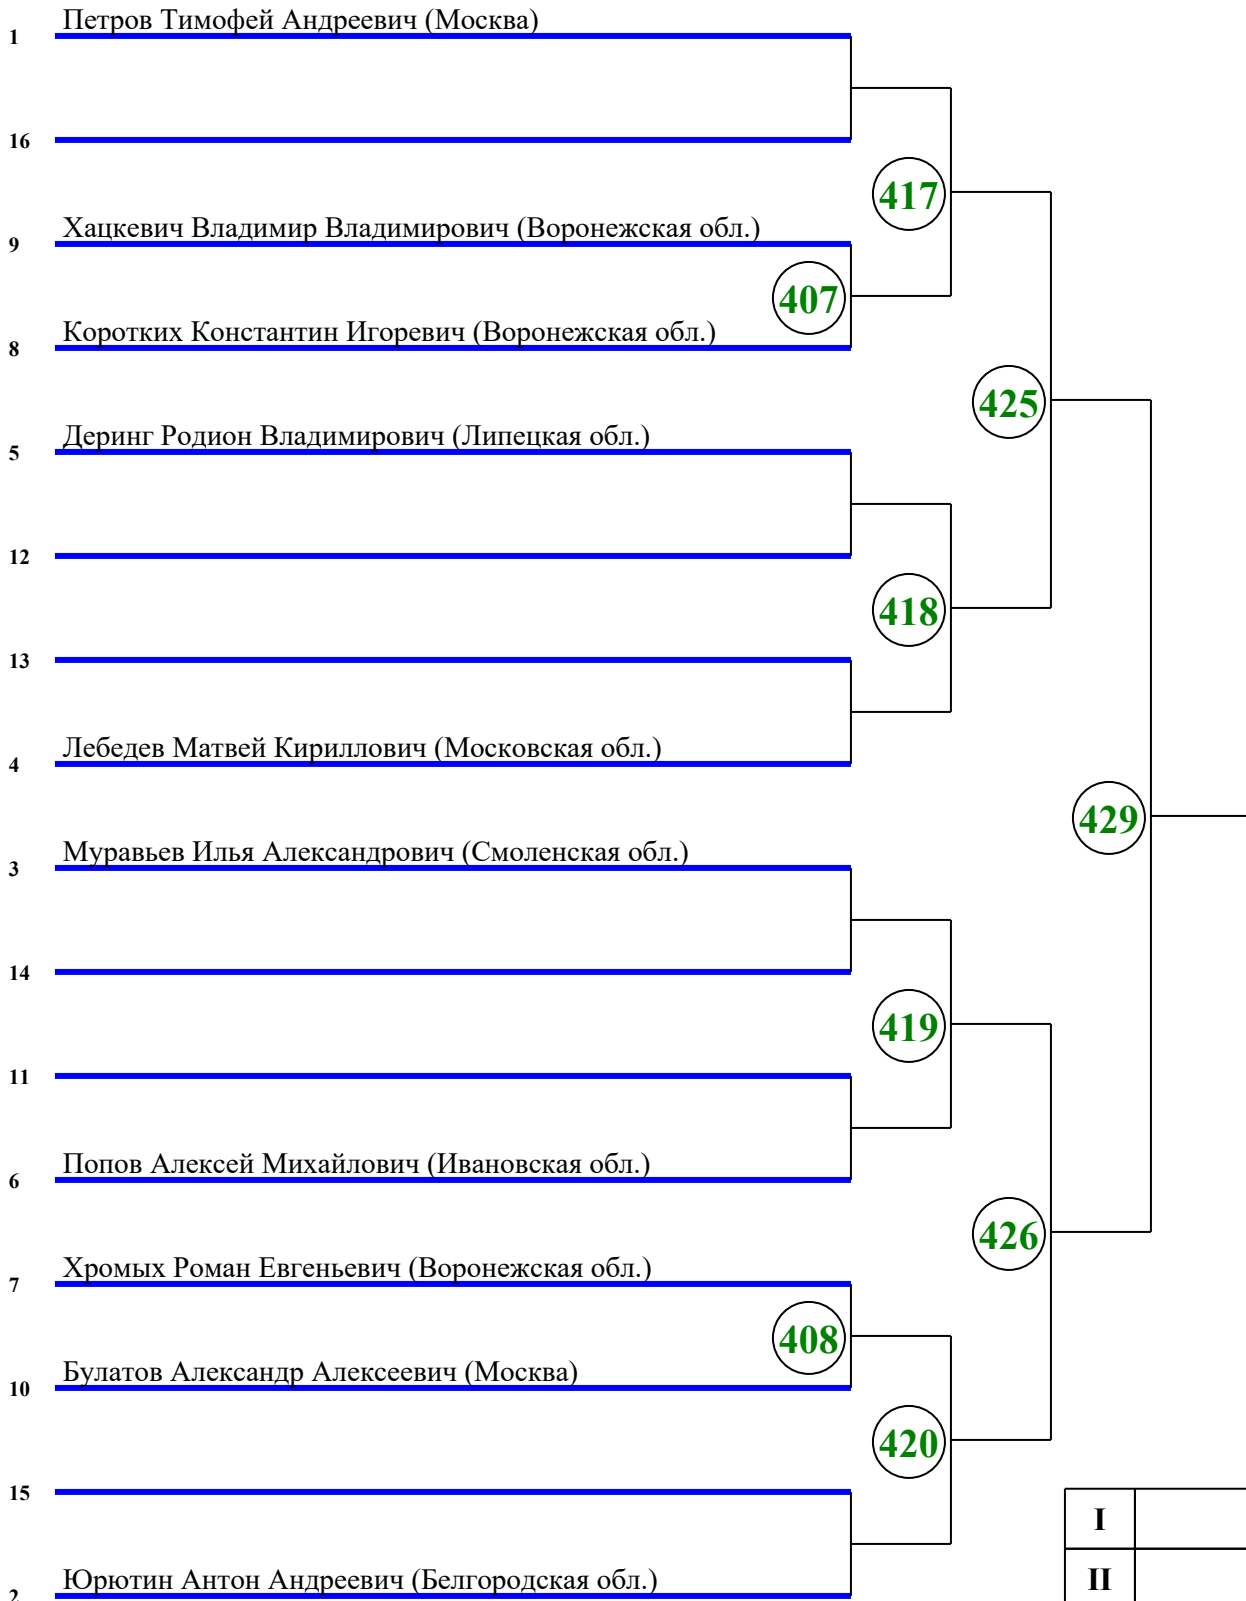 1 Петров Тимофей Андреевич (Москва)
16
417
9 Хацкевич Владимир Владимирович (Воронежская обл.)
407
8 Коротких Константин Игоревич (Воронежская обл.)
425
5 Деринг Родион Владимирович (Липецкая обл.)
12
418
13
4 Лебедев Матвей Кириллович (Московская обл.)
429
3 Муравьев Илья Александрович (Смоленская обл.)
14
419
11
6 Попов Алексей Михайлович (Ивановская обл.)
426
7 Хромых Роман Евгеньевич (Воронежская обл.)
408
10 Булатов Александр Алексеевич (Москва)
420
15
I
2 Юрютин Антон Андреевич (Белгородская обл.)
II